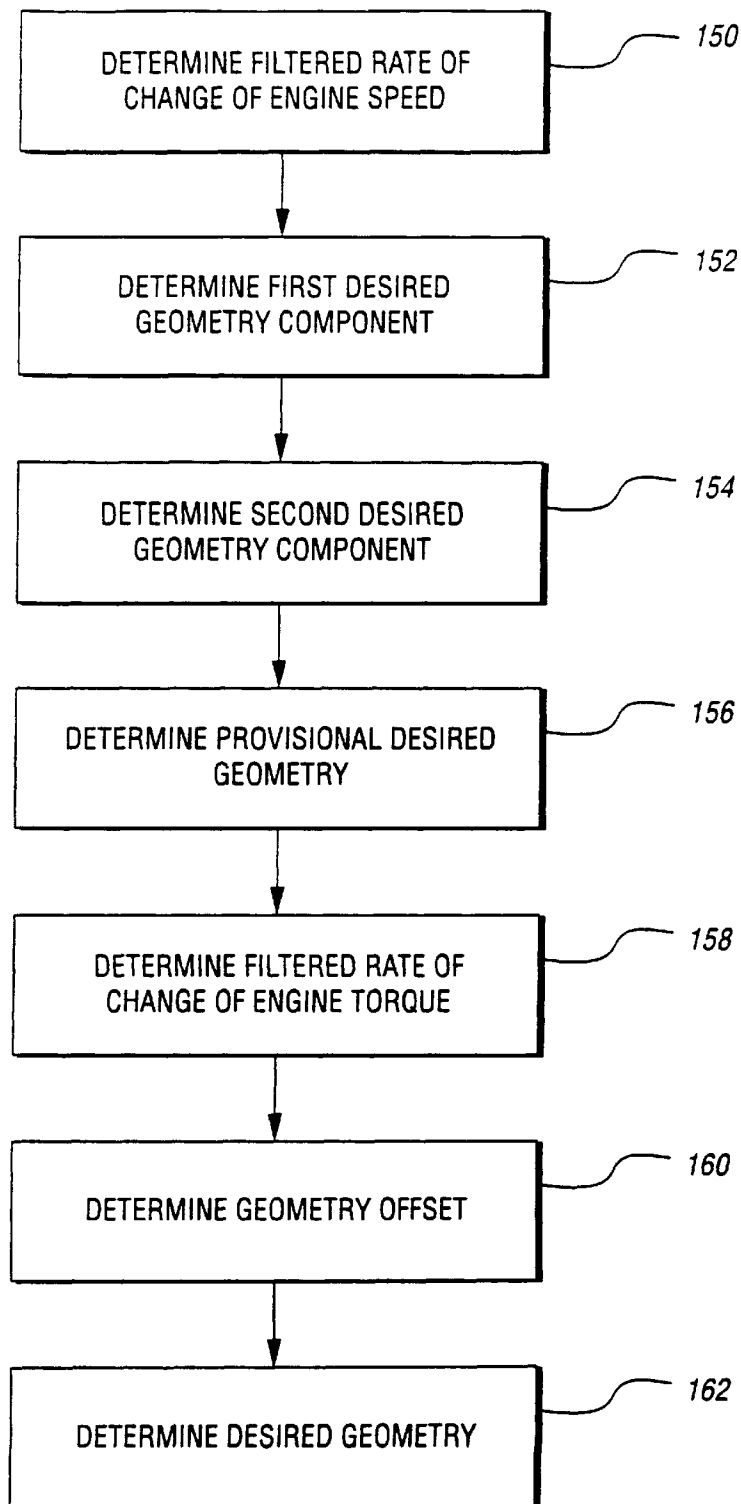 150
DETERMINE FILTERED RATE OF
CHANGE OF ENGINE SPEED
152
DETERMINE FIRST DESIRED
GEOMETRY COMPONENT
154
DETERMINE SECOND DESIRED
GEOMETRY COMPONENT
156
DETERMINE PROVISIONAL DESIRED
GEOMETRY
158
DETERMINE FILTERED RATE OF
CHANGE OF ENGINE TORQUE
160
DETERMINE GEOMETRY OFFSET
162
DETERMINE DESIRED GEOMETRY